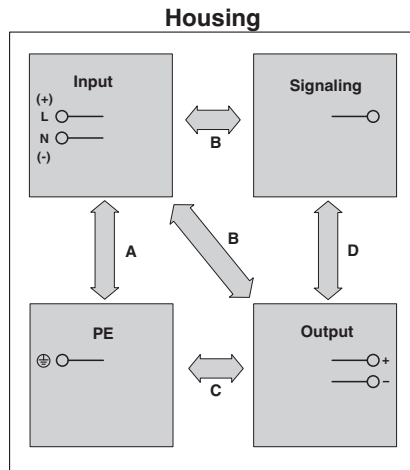 Housing
Input
(+)
L
N
(-)
Signaling
B
A
B
D
PE
Output
+
–
C